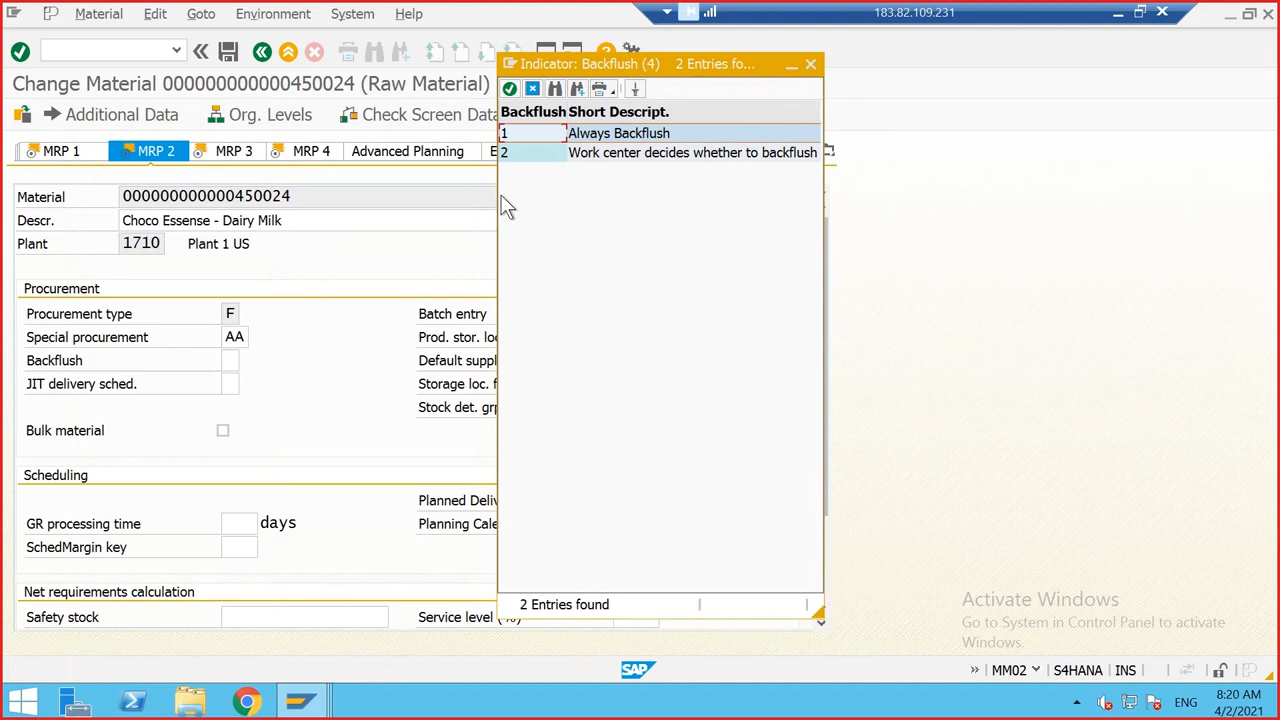 Material Edit Goto Environment System Help
183.82.109.231
Change Material 000000000000450024 (Raw Material)
Additional Data Org. Levels Check Screen Data
MRP 1 MRP 2 MRP 3 MRP 4 Advanced Planning E
Material 000000000000450024
Descr. Choco Essense - Dairy Milk
Plant 1710 Plant 1 US
Procurement
Procurement type F Batch entry
Special procurement AA Prod. stor. loc
Backflush Default suppl
JIT delivery sched. Storage loc. f
Stock det. grp
Bulk material
Scheduling
Planned Deliv
GR processing time days Planning Cale
SchedMargin key
Net requirements calculation
Safety stock Service level (%)
Indicator: Backflush (4) 2 Entries fo...
Backflush Short Descript.
1 Always Backflush
2 Work center decides whether to backflush
2 Entries found
Activate Windows
Go to System in Control Panel to activate
Windows.
SAP
MM02 S4HANA INS
ENG
8:20 AM
4/2/2021